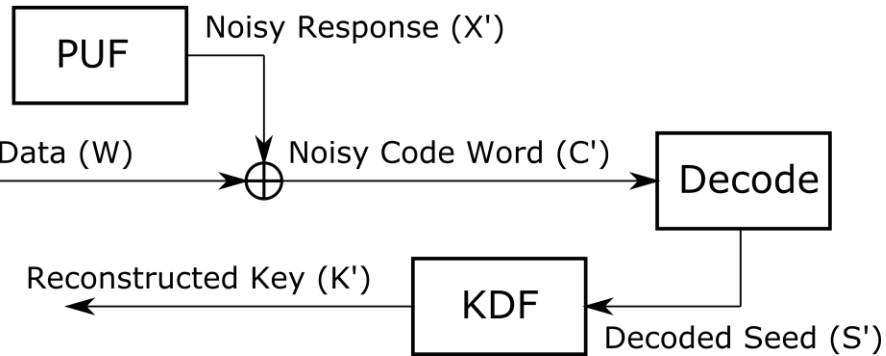 Noisy Response (X')
PUF
Data (W)
Noisy Code Word (C')
Decode
Reconstructed Key (K')
KDF
Decoded Seed (S')